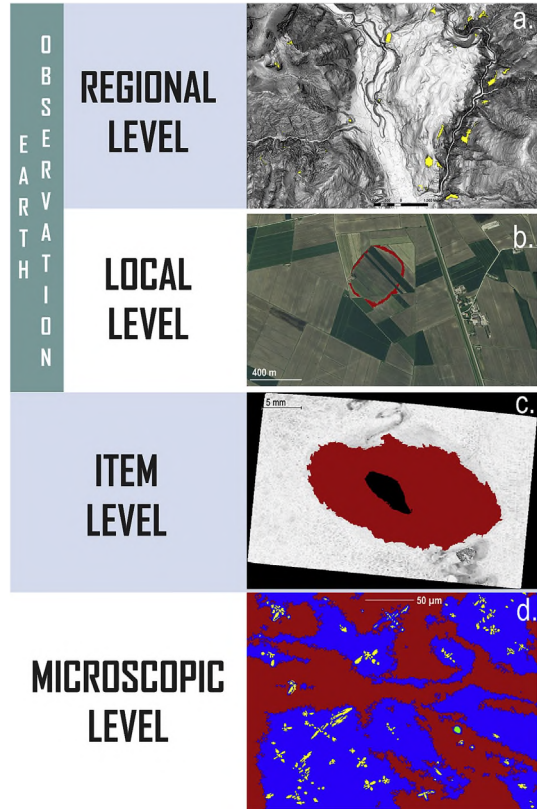 EARTH
OBSERVATION
REGIONAL
LEVEL
a.
LOCAL
LEVEL
b.
400 m
ITEM
LEVEL
5 mm
c.
MICROSCOPIC
LEVEL
50 µm
d.